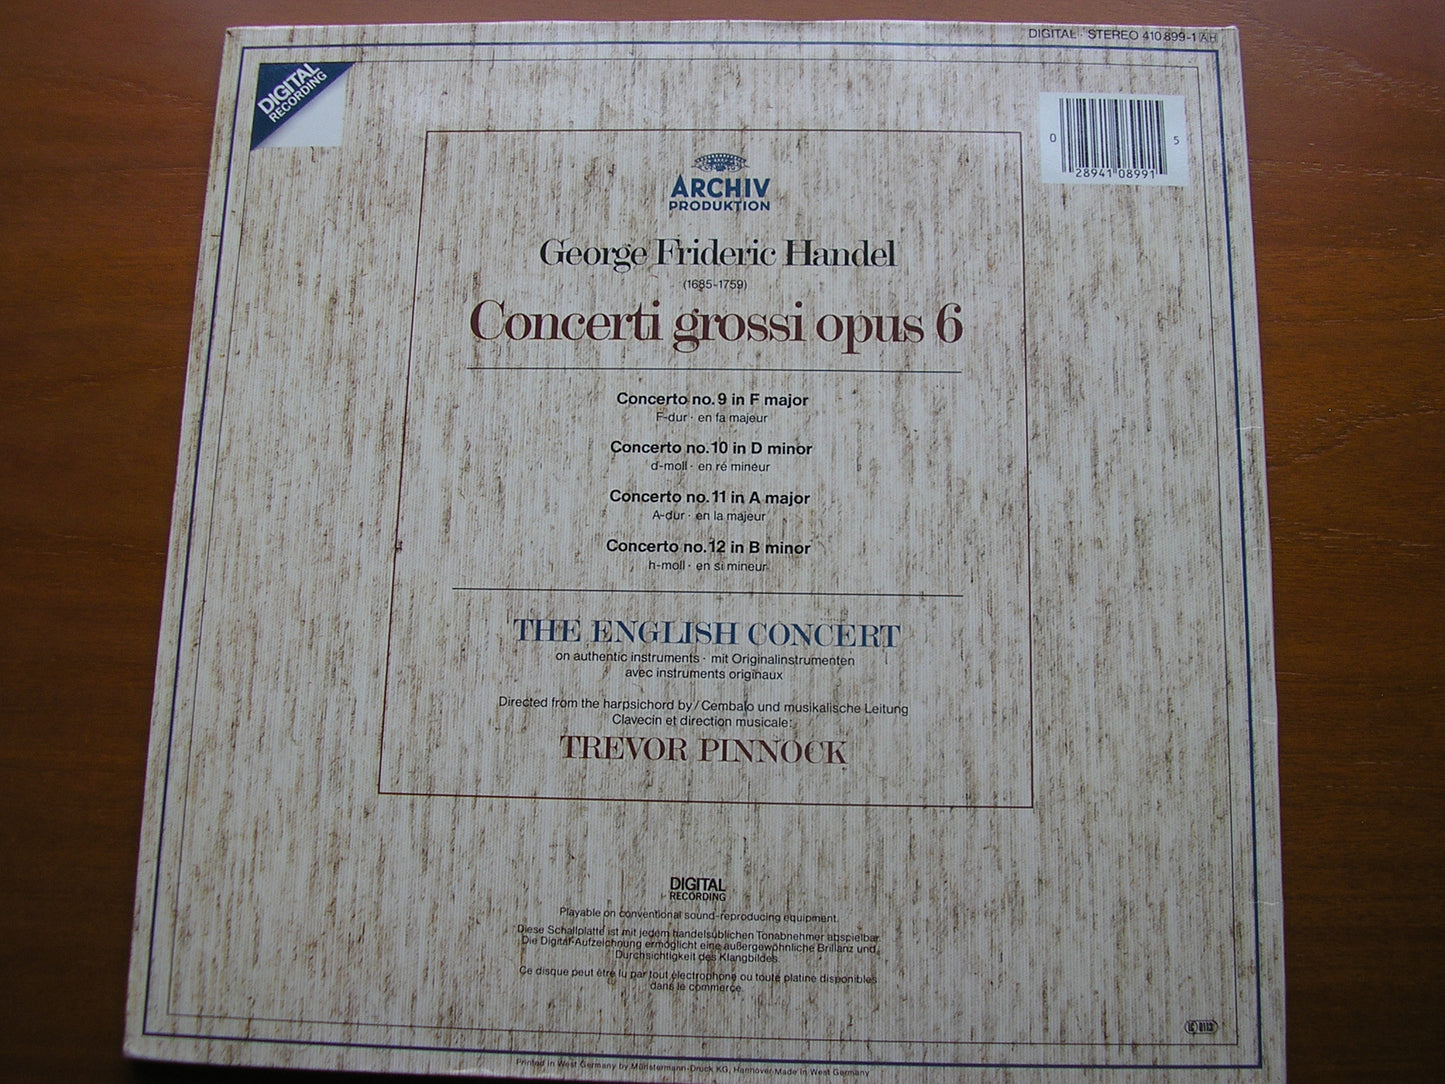 DIGITAL · STEREO 410 899-1 AH
DIGITAL
RECORDING
0 28941 08991 5
ARCHIV
PRODUKTION
George Frideric Handel
(1685-1759)
Concerti grossi opus 6
Concerto no. 9 in F major
F-dur · en fa majeur
Concerto no. 10 in D minor
d-moll · en ré mineur
Concerto no. 11 in A major
A-dur · en la majeur
Concerto no. 12 in B minor
h-moll · en si mineur
THE ENGLISH CONCERT
on authentic instruments · mit Originalinstrumenten
avec instruments originaux
Directed from the harpsichord by / Cembalo und musikalische Leitung
Clavecin et direction musicale:
TREVOR PINNOCK
DIGITAL
RECORDING
Playable on conventional sound-reproducing equipment.
Diese Schallplatte ist mit jedem handelsüblichen Tonabnehmer abspielbar.
Die Digital-Aufzeichnung ermöglicht eine außergewöhnliche Brillanz und
Durchsichtigkeit des Klangbildes.
Ce disque peut être lu par tout électrophone ou toute platine disponibles
dans le commerce.
LC 0113
Printed in West Germany by Münstermann-Druck KG, Hannover Made in West Germany